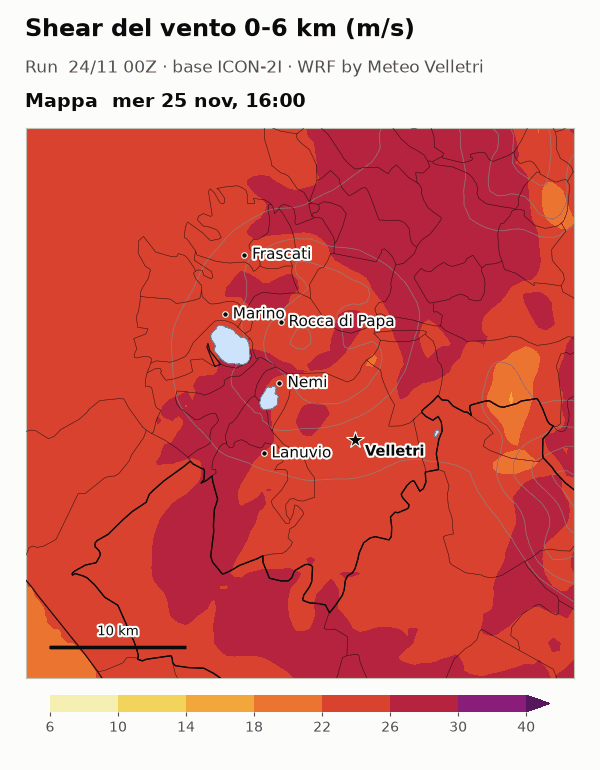 Shear del vento 0-6 km (m/s)
Run  24/11 00Z · base ICON-2I · WRF by Meteo Velletri
Mappa  mer 25 nov, 16:00
Frascati
Marino
Rocca di Papa
Nemi
Velletri
Lanuvio
10 km
6 10 14 18 22 26 30 40